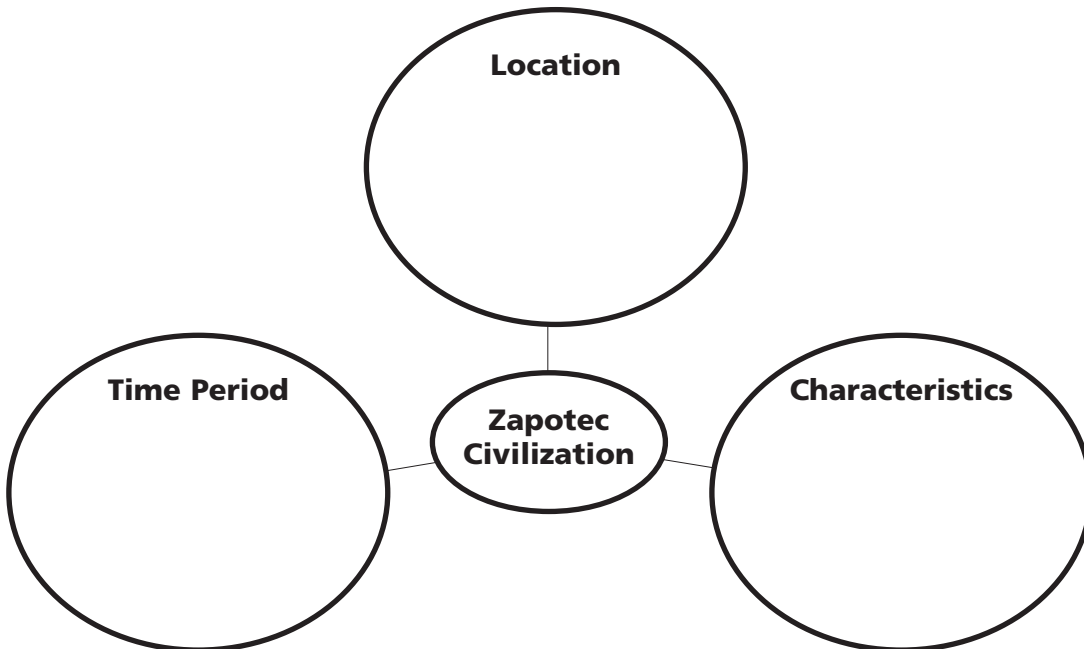 Location
Time Period
Zapotec
Civilization
Characteristics